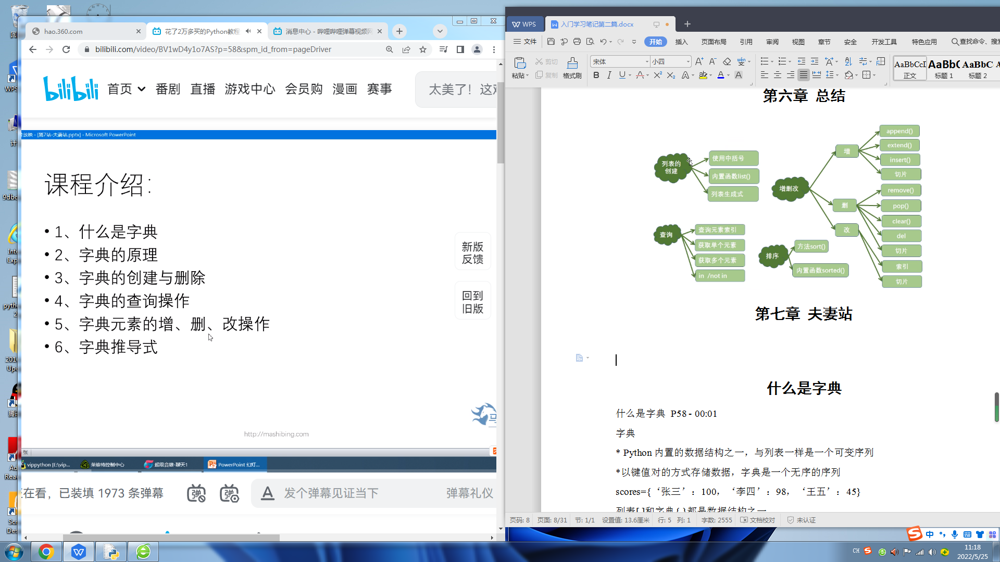 hao.360.com
花了2万多买的Python教程
消息中心 - 哔哩哔哩弹幕视频网
bilibili.com/video/BV1wD4y1o7AS?p=58&spm_id_from=pageDriver
bilibili 首页 番剧 直播 游戏中心 会员购 漫画 赛事
太美了！这
放映 - [第7站-夫妻站.pptx] - Microsoft PowerPoint
课程介绍：
• 1、什么是字典
• 2、字典的原理
• 3、字典的创建与删除
• 4、字典的查询操作
• 5、字典元素的增、删、改操作
• 6、字典推导式
新版
反馈
回到
旧版
http://mashibing.com
张
vippython [E:\vip...
莱维特控制中心
超级音雄-聊天1
PowerPoint 幻灯...
在看，已装填 1973 条弹幕
发个弹幕见证当下
弹幕礼仪
WPS
入门学习笔记第二篇.docx
文件
开始 插入 页面布局 引用 审阅 视图 章节 安全 开发工具 特色应用 查找命令、搜
粘贴
剪切
复制
格式刷
宋体
小四
AaBbCcD
正文
AaBb(
标题 1
AaBbC
标题 2
第六章 总结
列表的
创建
使用中括号
内置函数list()
列表生成式
增删改
增
append()
extend()
insert()
切片
删
remove()
pop()
clear()
del
切片
改
索引
切片
查询
查询元素索引
获取单个元素
获取多个元素
in /not in
排序
方法sort()
内置函数sorted()
第七章 夫妻站
什么是字典
什么是字典 P58 - 00:01
字典
* Python 内置的数据结构之一，与列表一样是一个可变序列
*以键值对的方式存储数据，字典是一个无序的序列
scores={‘张三’：100，‘李四’：98，‘王五’：45}
列表[]和字典{}都是数据结构之一
页码: 8 页面: 8/31 节: 1/1 设置值: 13.6厘米 行: 5 列: 1 字数: 2555 文档校对 未认证
中
CH
11:18
2022/5/25